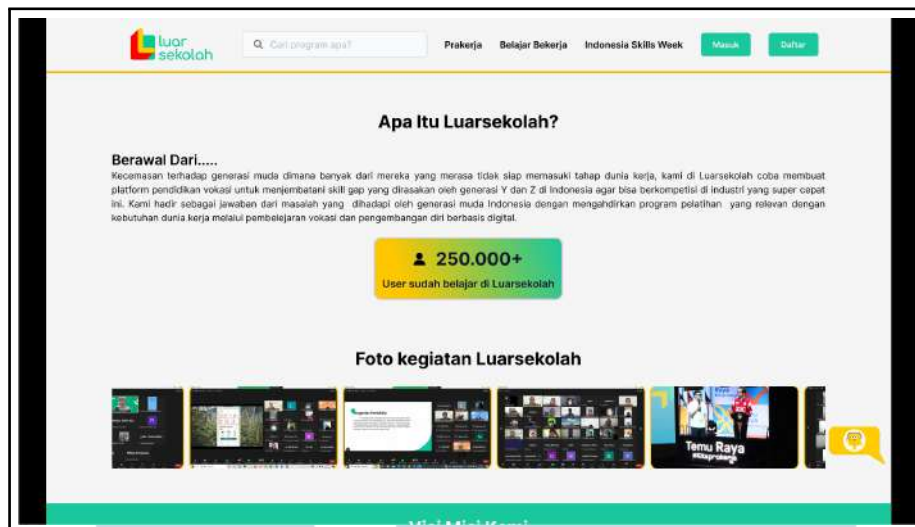 luar
sekolah
Cari program apa?
Prakerja
Belajar Bekerja
Indonesia Skills Week
Masuk
Daftar
Apa Itu Luarsekolah?
Berawal Dari.....
Kecemasan terhadap generasi muda dimana banyak dari mereka yang merasa tidak siap memasuki tahap dunia kerja, kami di Luarsekolah coba membuat
platform pendidikan vokasi untuk menjembatani skill gap yang dirasakan oleh generasi Y dan Z di Indonesia agar bisa berkompetisi di industri yang super cepat
ini. Kami hadir sebagai jawaban dari masalah yang dihadapi oleh generasi muda Indonesia dengan mengahdirkan program pelatihan yang relevan dengan
kebutuhan dunia kerja melalui pembelejaran vokasi dan pengembangan diri berbasis digital.
250.000+
User sudah belajar di Luarsekolah
Foto kegiatan Luarsekolah
Temu Raya
Visi Misi Kami